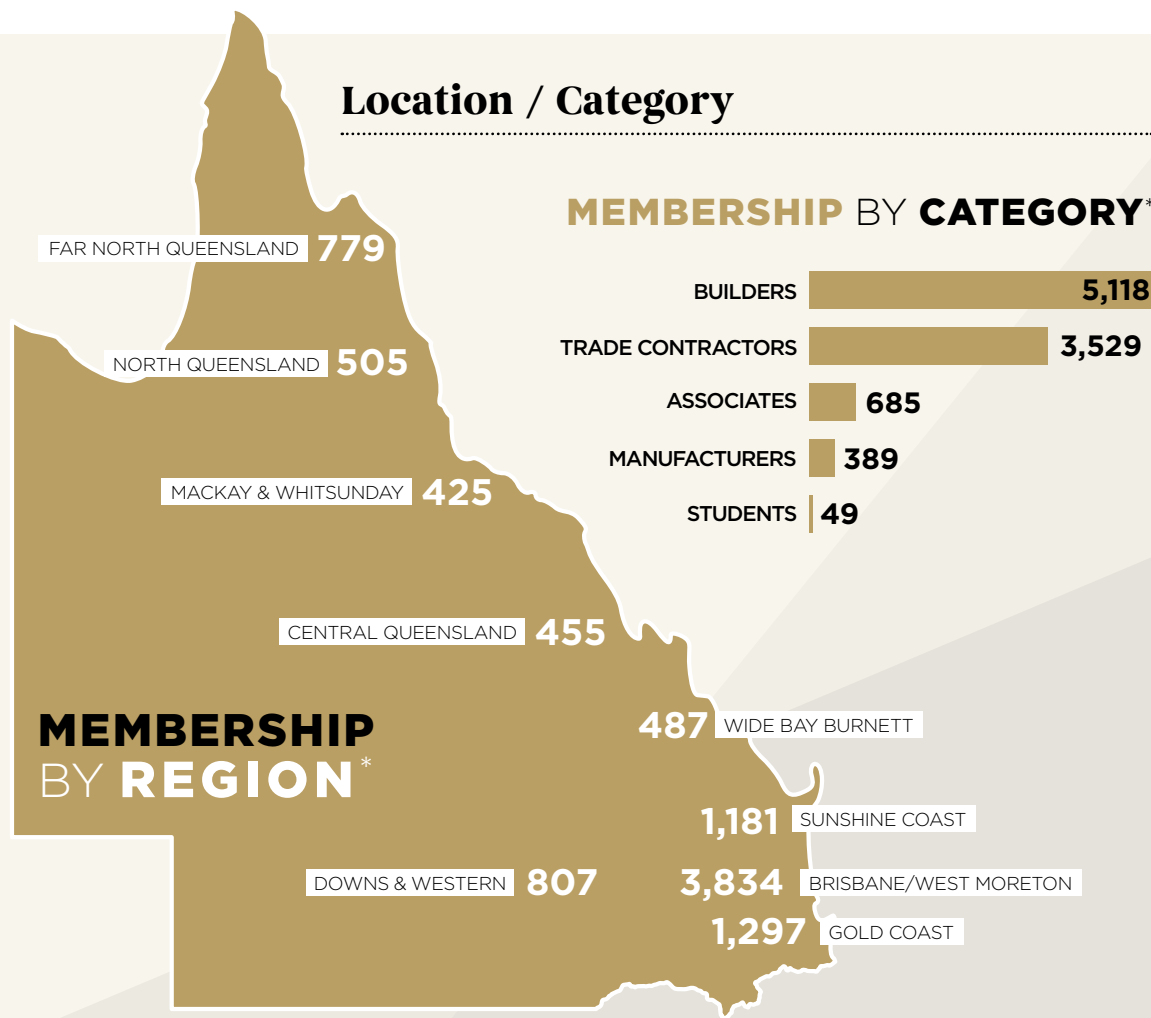 Location / Category
MEMBERSHIP BY CATEGORY*
BUILDERS 5,118
TRADE CONTRACTORS 3,529
ASSOCIATES 685
MANUFACTURERS 389
STUDENTS 49
FAR NORTH QUEENSLAND 779
NORTH QUEENSLAND 505
MACKAY & WHITSUNDAY 425
CENTRAL QUEENSLAND 455
MEMBERSHIP
BY REGION*
487 WIDE BAY BURNETT
1,181 SUNSHINE COAST
DOWNS & WESTERN 807
3,834 BRISBANE/WEST MORETON
1,297 GOLD COAST